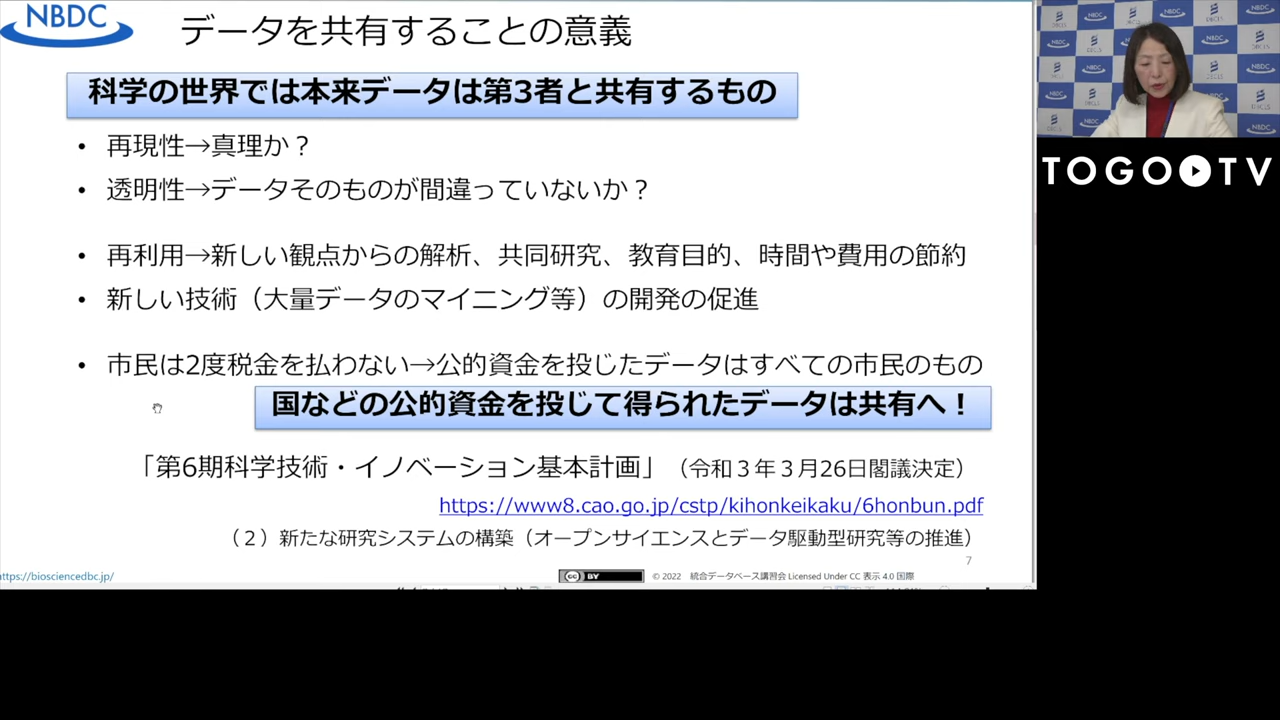 NBDC
データを共有することの意義
科学の世界では本来データは第3者と共有するもの
• 再現性→真理か？
• 透明性→データそのものが間違っていないか？
• 再利用→新しい観点からの解析、共同研究、教育目的、時間や費用の節約
• 新しい技術（大量データのマイニング等）の開発の促進
• 市民は2度税金を払わない→公的資金を投じたデータはすべての市民のもの
国などの公的資金を投じて得られたデータは共有へ！
「第6期科学技術・イノベーション基本計画」（令和３年３月26日閣議決定）
https://www8.cao.go.jp/cstp/kihonkeikaku/6honbun.pdf
（２）新たな研究システムの構築（オープンサイエンスとデータ駆動型研究等の推進）
7
ttps://biosciencedbc.jp/
cc BY
© 2022 統合データベース講習会 Licensed Under CC 表示 4.0 国際
TOGO TV